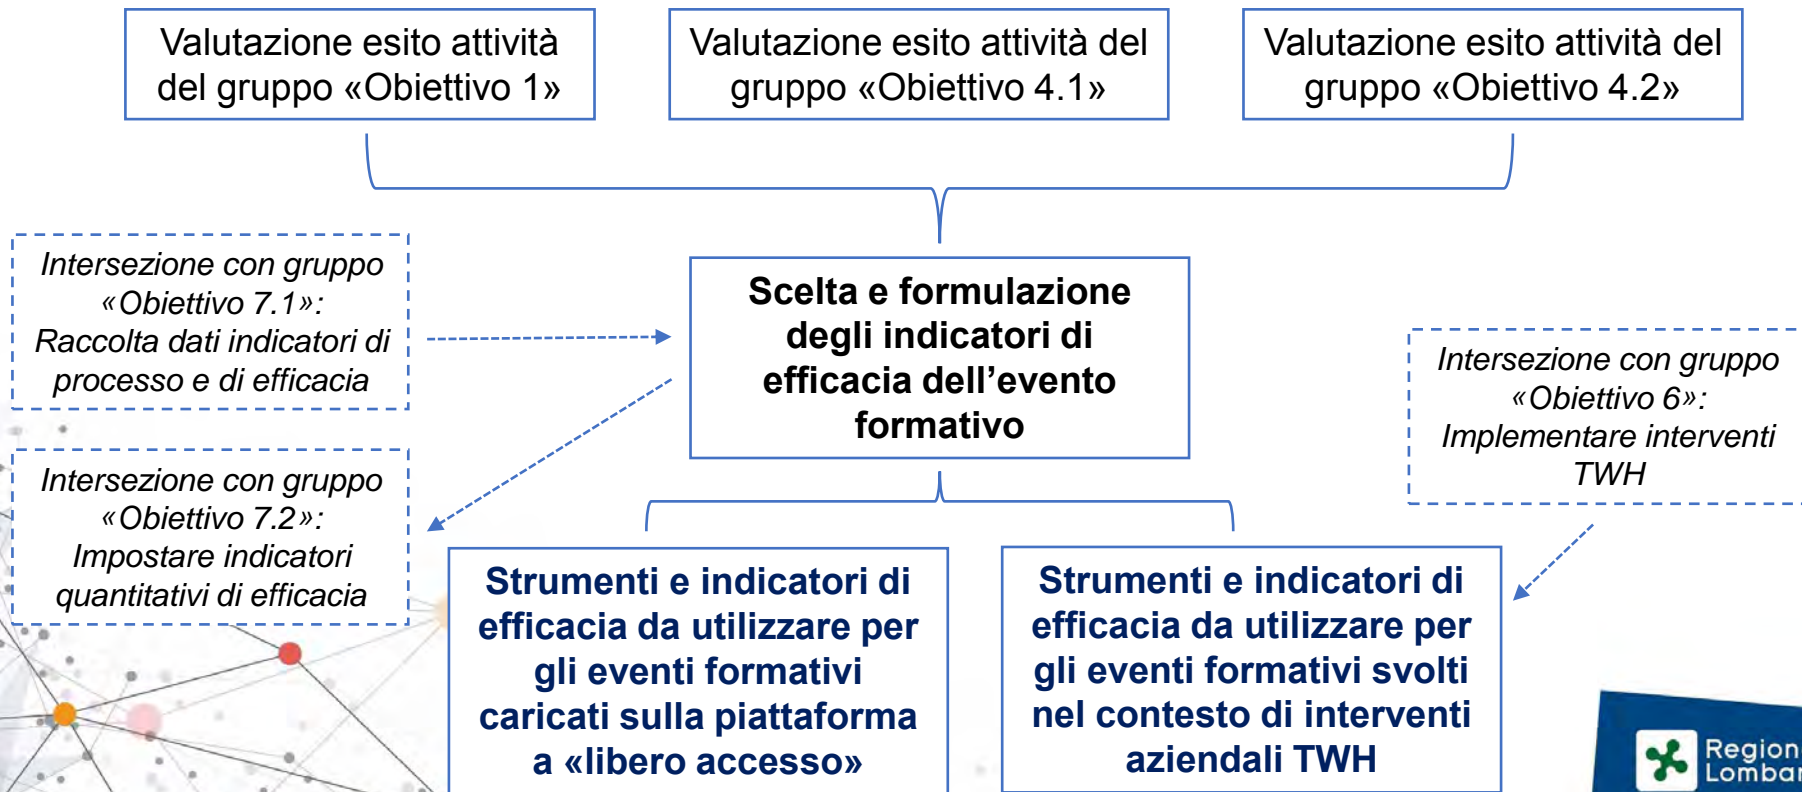 Valutazione esito attività
del gruppo «Obiettivo 1»
Valutazione esito attività del
gruppo «Obiettivo 4.1»
Valutazione esito attività del
gruppo «Obiettivo 4.2»
Intersezione con gruppo
«Obiettivo 7.1»:
Raccolta dati indicatori di
processo e di efficacia
Scelta e formulazione
degli indicatori di
efficacia dell’evento
formativo
Intersezione con gruppo
«Obiettivo 6»:
Implementare interventi
TWH
Intersezione con gruppo
«Obiettivo 7.2»:
Impostare indicatori
quantitativi di efficacia
Strumenti e indicatori di
efficacia da utilizzare per
gli eventi formativi
caricati sulla piattaforma
a «libero accesso»
Strumenti e indicatori di
efficacia da utilizzare per
gli eventi formativi svolti
nel contesto di interventi
aziendali TWH
Region
Lombar